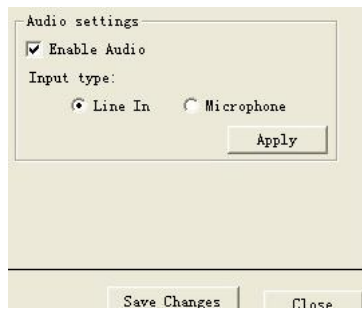 Audio settings
Enable Audio
Input type:
Line In Microphone
Apply
Save Changes Close